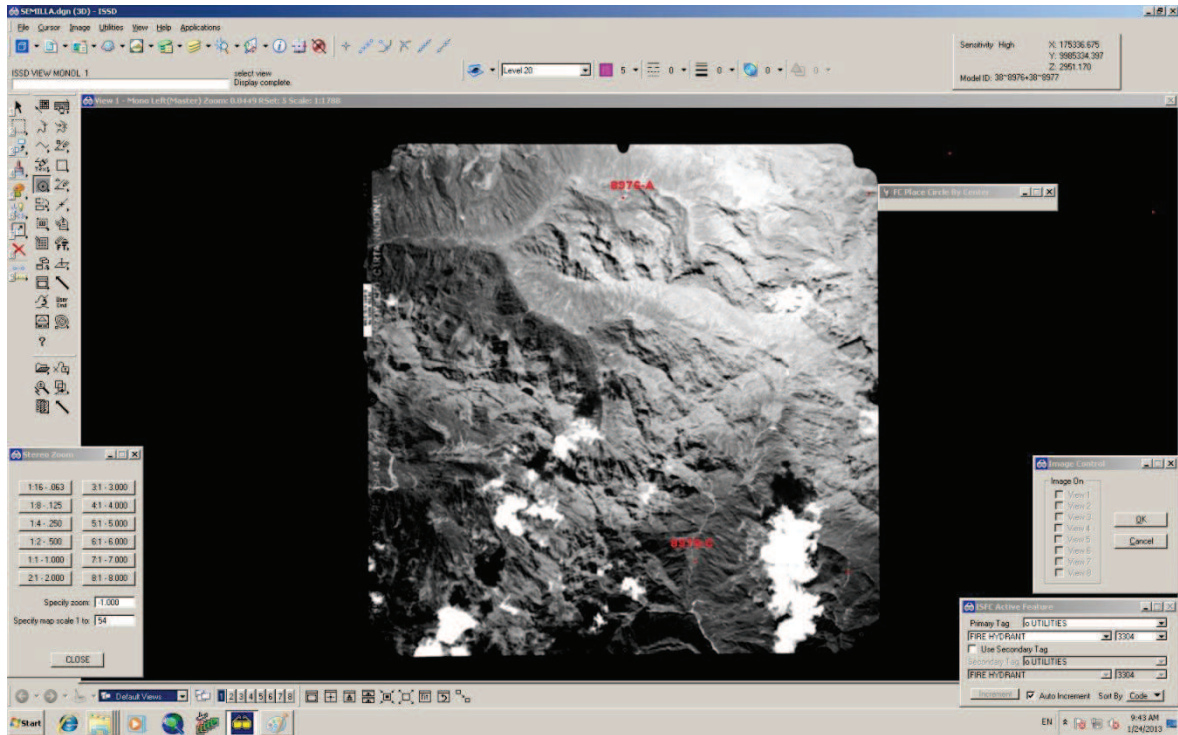 SEMILLA.dgn (3D) - ISSD
File Cursor Image Utilities View Help Applications
Sensitivity High X: 175336.675
Y: 9985334.397
Z: 2951.170
Model ID: 38~8976+38~8977
ISSD VIEW MONOL 1
select view
Display complete.
Level 20 5 0 0 0 0
View 1 - Mono Left(Master) Zoom: 0.0449 RSet: 3 Scale: 1:1780
8976-A
FC Place Circle By Center
User Cmd
?
Stereo Zoom
1:16 - .063 3:1 - 3.000
1:8 - .125 4:1 - 4.000
1:4 - .250 5:1 - 5.000
1:2 - .500 6:1 - 6.000
1:1 - 1.000 7:1 - 7.000
2:1 - 2.000 8:1 - 8.000
Specify zoom: -1.000
Specify map scale 1 to: 54
CLOSE
Image Control
Image On
View 1
View 2
View 3
View 4
View 5
View 6
View 7
View 8
OK
Cancel
ISFC Active Feature
Primary Tag: o UTILITIES
FIRE HYDRANT 3304
Use Secondary Tag
Secondary Tag: o UTILITIES
FIRE HYDRANT 3304
Increment Auto Increment Sort By Code
Default Views 1 2 3 4 5 6 7 8
Start
EN 9:43 AM
1/24/2013